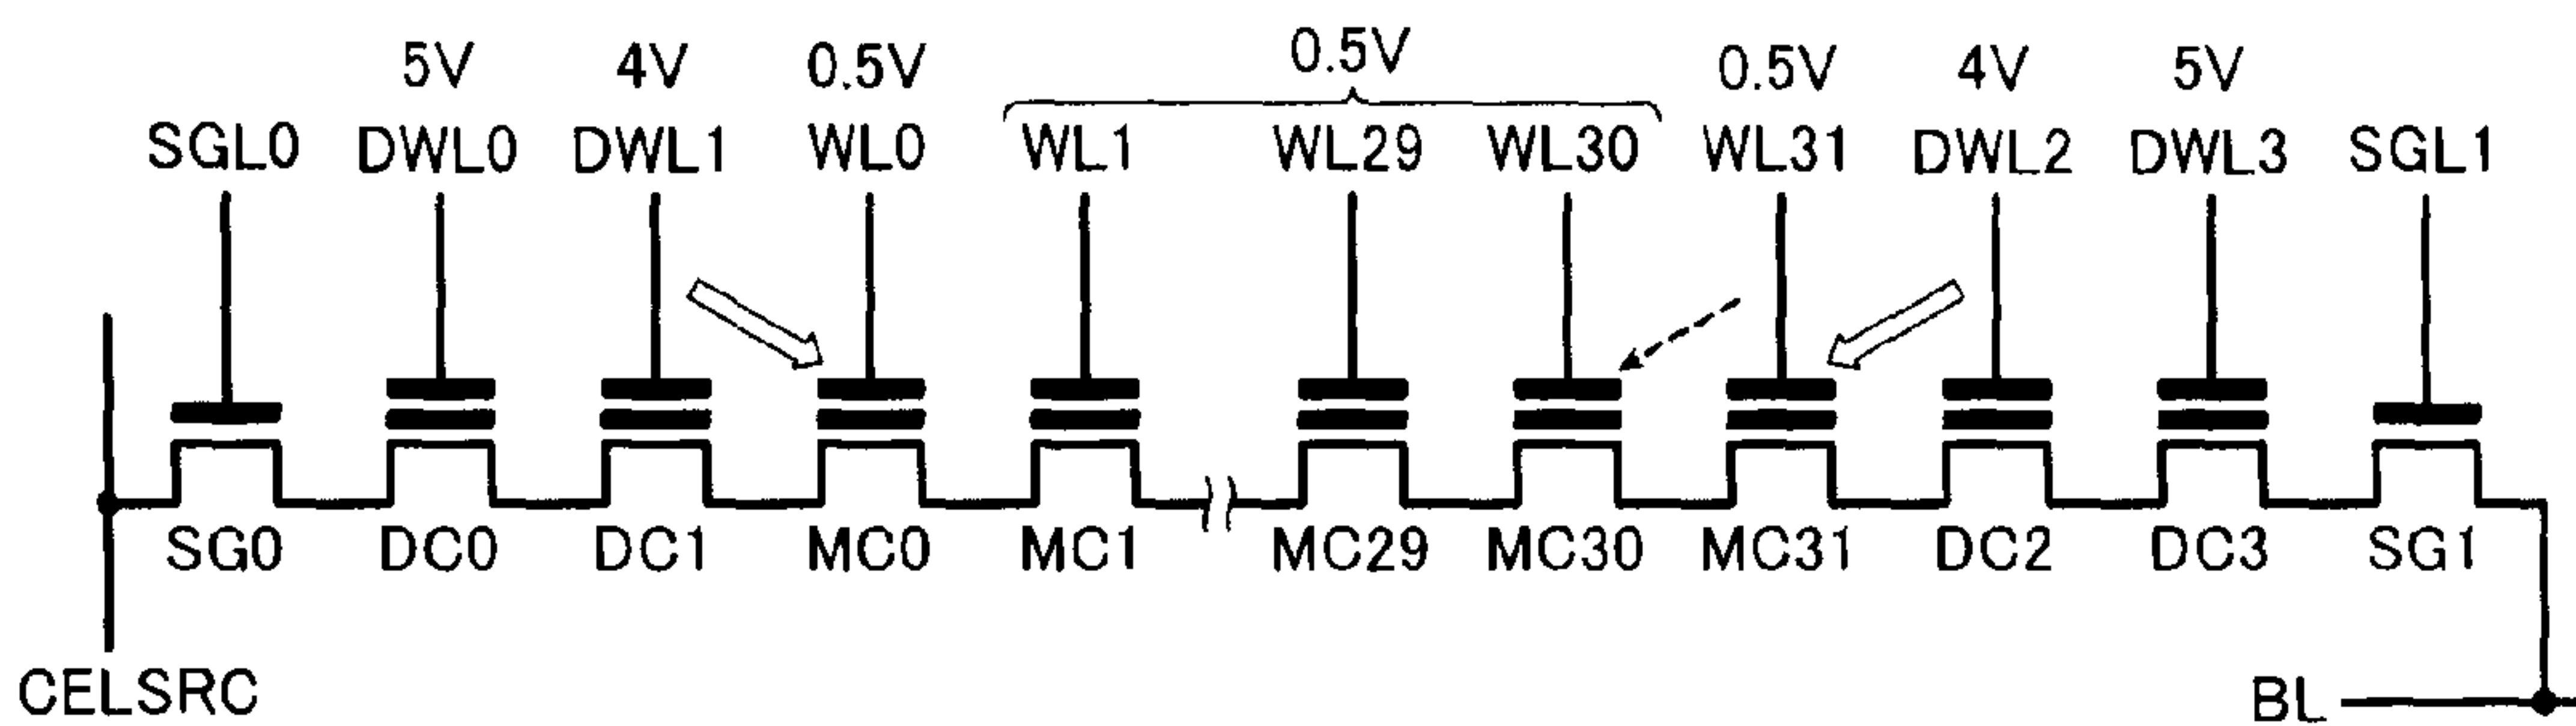 5V 4V 0.5V 0.5V 0.5V 4V 5V
SGL0 DWL0 DWL1 WL0 WL1 WL29 WL30 WL31 DWL2 DWL3 SGL1
SG0 DC0 DC1 MC0 MC1 MC29 MC30 MC31 DC2 DC3 SG1
CELSRC BL